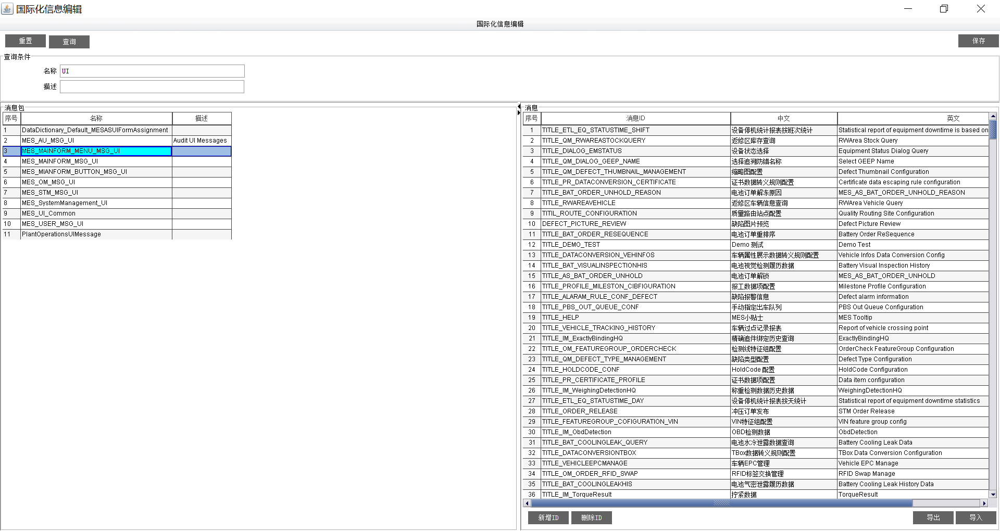 国际化信息编辑
国际化信息编辑
重置 查询 保存
查询条件
名称 UI
描述
消息包
序号 名称 描述
1 DataDictionary_Default_MESASUIFormAssignment
2 MES_AU_MSG_UI Audit UI Messages
3 MES_MAINFORM_MENU_MSG_UI
4 MES_MAINFORM_MSG_UI
5 MES_MIANFORM_BUTTON_MSG_UI
6 MES_OM_MSG_UI
7 MES_STM_MSG_UI
8 MES_SystemManagement_UI
9 MES_UI_Common
10 MES_USER_MSG_UI
11 PlantOperationsUIMessage
消息
序号 消息ID 中文 英文
1 TITLE_ETL_EQ_STATUSTIME_SHIFT 设备停机统计报表按班次统计 Statistical report of equipment downtime is based on
2 TITLE_QM_RWAREASTOCKQUERY 返修区库存查询 RWArea Stock Query
3 TITLE_DIALOG_EMSTATUS 设备状态选择 Equipment Status Dialog Query
4 TITLE_QM_DIALOG_GEEP_NAME 选择追溯防错名称 Select GEEP Name
5 TITLE_QM_DEFECT_THUMBNAIL_MANAGEMENT 缩略图配置 Defect Thumbnail Configuration
6 TITLE_PR_DATACONVERSION_CERTIFICATE 证书数据转义规则配置 Certificate data escaping rule configuration
7 TITLE_BAT_ORDER_UNHOLD_REASON 电池订单解冻原因 MES_AS_BAT_ORDER_UNHOLD_REASON
8 TITLE_RWAREAVEHICLE 返修区车辆信息查询 RWArea Vehicle Query
9 TITIL_ROUTE_CONFIGURATION 质量路由站点配置 Quality Routing Site Configuration
10 DEFECT_PICTURE_REVIEW 缺陷图片预览 Defect Picture Review
11 TITLE_BAT_ORDER_RESEQUENCE 电池订单重排序 Battery Order ReSequence
12 TITLE_DEMO_TEST Demo 测试 Demo Test
13 TITLE_DATACONVERSION_VEHINFOS 车辆属性展示数据转义规则配置 Vehicle Infos Data Conversion Config
14 TITLE_BAT_VISUALINSPECTIONHIS 电池视觉检测履历数据 Battery Visual Inspection History
15 TITLE_AS_BAT_ORDER_UNHOLD 电池订单解锁 MES_AS_BAT_ORDER_UNHOLD
16 TITLE_PROFILE_MILESTON_CIBFIGURATION 报工数据项配置 Milestone Profile Configuration
17 TITLE_ALARAM_RULE_CONF_DEFECT 缺陷报警信息 Defect alarm information
18 TITLE_PBS_OUT_QUEUE_CONF 手动指定出车队列 PBS Out Queue Configuration
19 TITLE_HELP MES小贴士 MES Tooltip
20 TITLE_VEHICLE_TRACKING_HISTORY 车辆过点记录报表 Report of vehicle crossing point
21 TITLE_IM_ExactlyBindingHQ 精确追件绑定历史查询 ExactlyBindingHQ
22 TITLE_OM_FEATUREGROUP_ORDERCHECK 检测线特征组配置 OrderCheck FeatureGroup Configuration
23 TITLE_QM_DEFECT_TYPE_MANAGEMENT 缺陷类型配置 Defect Type Configuration
24 TITLE_HOLDCODE_CONF HoldCode 配置 HoldCode Configuration
25 TITLE_PR_CERTIFICATE_PROFILE 证书数据项配置 Data item configuration
26 TITLE_IM_WeighingDetectionHQ 称重检测数据历史数据 WeighingDetectionHQ
27 TITLE_ETL_EQ_STATUSTIME_DAY 设备停机统计报表按天统计 Statistical report of equipment downtime statistics
28 TITLE_ORDER_RELEASE 冲压订单发布 STM Order Release
29 TITLE_FEATUREGROUP_COFIGURATION_VIN VIN特征组配置 VIN feature group config
30 TITLE_IM_ObdDetection OBD检测数据 ObdDetection
31 TITLE_BAT_COOLINGLEAK_QUERY 电池水冷泄露数据查询 Battery Cooling Leak Data
32 TITLE_DATACONVERSIONTBOX TBox数据转义规则配置 TBox Data Conversion Configuration
33 TITLE_VEHICLEEPCMANAGE 车辆EPC管理 Vehicle EPC Manage
34 TITLE_OM_ORDER_RFID_SWAP RFID标签交换管理 RFID Swap Manage
35 TITLE_BAT_COOLINGLEAKHIS 电池气密泄露履历数据 Battery Cooling Leak History Data
36 TITLE_IM_TorqueResult 拧紧数据 TorqueResult
新增ID 删除ID 导出 导入